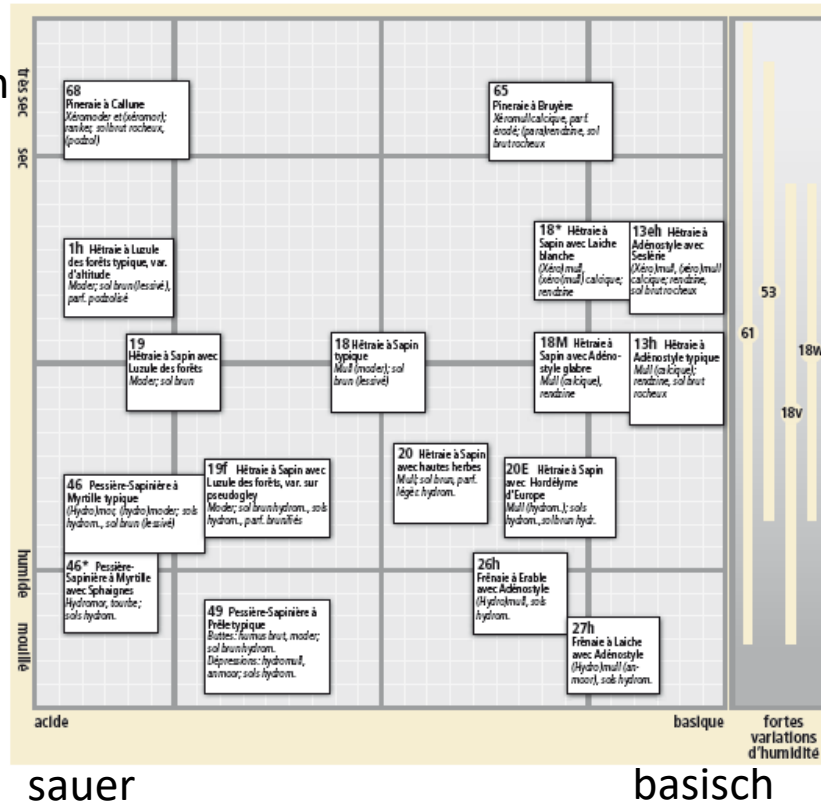 n
très sec
sec
humide
mouillé
68
Pineraie à Callune
Xéromoder et (xéromor);
ranker, sol brut rocheux,
(podzol)
65
Pineraie à Bruyère
Xéromull calcique, parf.
érodé; (para)rendzine, sol
brut rocheux
1h Hêtraie à Luzule
des forêts typique, var.
d'altitude
Moder; sol brun (lessivé),
parf. podzolisé
18* Hêtraie à
Sapin avec Laiche
blanche
(Xéro)mull,
(xéro)(mull) calcique;
rendzine
13eh Hêtraie à
Adénostyle avec
Seslérie
(Xéro)mull, (xéro)mull
calcique; rendzine,
sol brut rocheux
19
Hêtraie à Sapin avec
Luzule des forêts
Moder; sol brun
18 Hêtraie à Sapin
typique
Mull (moder); sol
brun (lessivé)
18M Hêtraie à
Sapin avec Adéno-
style glabre
Mull (calcique),
rendzine
13h Hêtraie à
Adénostyle typique
Mull (calcique);
rendzine, sol brut
rocheux
46 Pessière-Sapinière à
Myrtille typique
(Hydro)mor, (hydro)moder; sols
hydrom., sol brun (lessivé)
19f Hêtraie à Sapin avec
Luzule des forêts, var. sur
pseudogley
Moder; sol brun hydrom., sols
hydrom., parf. brunifiés
20 Hêtraie à Sapin
avec hautes herbes
Mull; sol brun, parf.
légèr. hydrom.
20E Hêtraie à Sapin
avec Hordélyme
d'Europe
Mull (hydrom.); sols
hydrom., sol brun hydr.
46* Pessière-
Sapinière à Myrtille
avec Sphaignes
Hydromor, tourbe;
sols hydrom.
49 Pessière-Sapinière à
Prêle typique
Buttes: humus brut, moder;
sol brun hydrom.
Dépressions: hydromull,
anmoor; sols hydrom.
26h
Frênaie à Erable
avec Adénostyle
(Hydro)mull, sols
hydrom.
27h
Frênaie à Laiche
avec Adénostyle
(Hydro)mull (an-
moor), sols hydrom.
61
53
18v
18w
acide
basique
fortes
variations
d'humidité
sauer
basisch